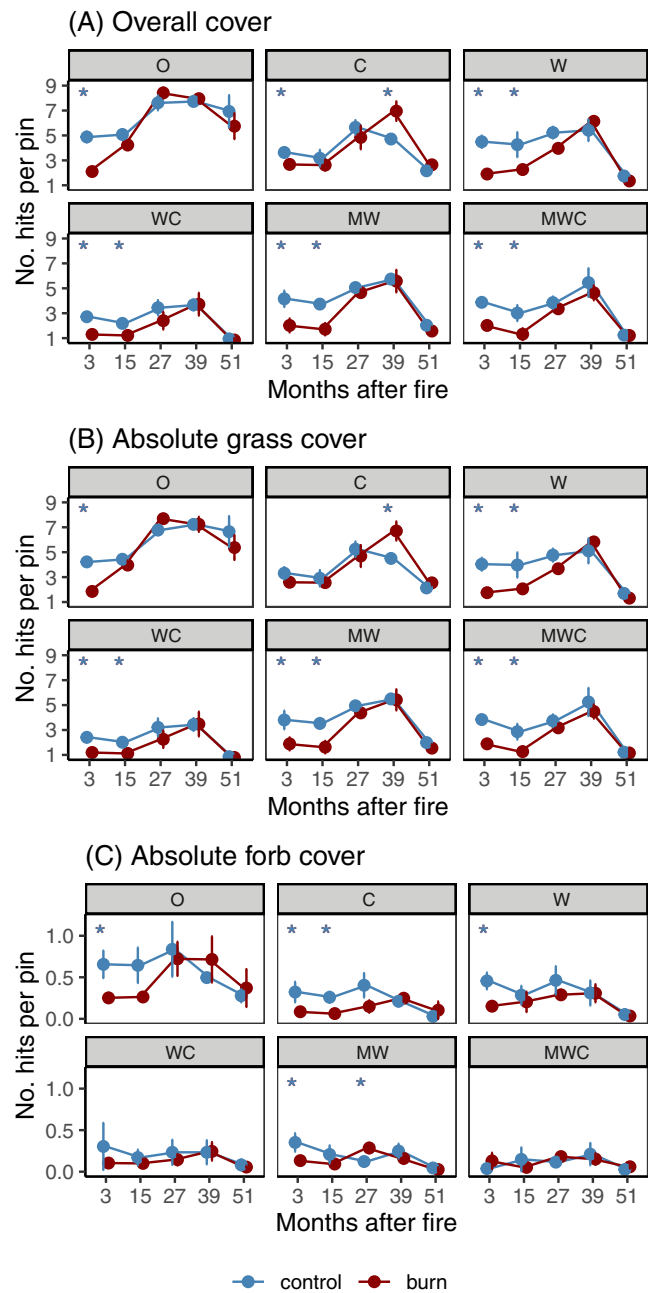 (A) Overall cover
O C W
9
7
5
3
1
* * * * *
WC MW MWC
9
7
5
3
1
* * * * * *
3 15 27 39 51 3 15 27 39 51 3 15 27 39 51
No. hits per pin
Months after fire
(B) Absolute grass cover
O C W
9
7
5
3
1
* * * *
WC MW MWC
9
7
5
3
1
* * * * * *
3 15 27 39 51 3 15 27 39 51 3 15 27 39 51
No. hits per pin
Months after fire
(C) Absolute forb cover
O C W
1.0
0.5
0.0
* * * *
WC MW MWC
1.0
0.5
0.0
* *
3 15 27 39 51 3 15 27 39 51 3 15 27 39 51
No. hits per pin
Months after fire
control burn